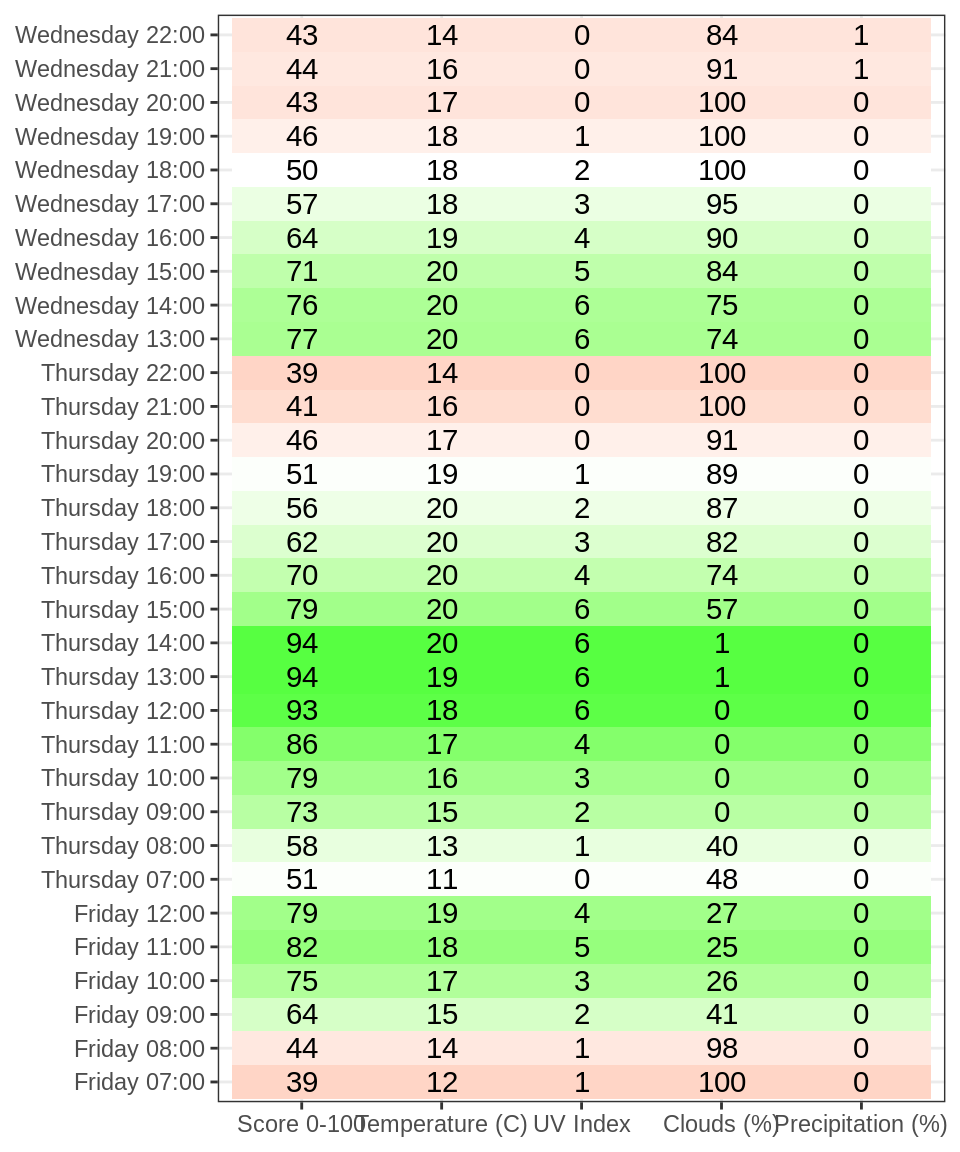 Wednesday 22:00 43 14 0 84 1
Wednesday 21:00 44 16 0 91 1
Wednesday 20:00 43 17 0 100 0
Wednesday 19:00 46 18 1 100 0
Wednesday 18:00 50 18 2 100 0
Wednesday 17:00 57 18 3 95 0
Wednesday 16:00 64 19 4 90 0
Wednesday 15:00 71 20 5 84 0
Wednesday 14:00 76 20 6 75 0
Wednesday 13:00 77 20 6 74 0
Thursday 22:00 39 14 0 100 0
Thursday 21:00 41 16 0 100 0
Thursday 20:00 46 17 0 91 0
Thursday 19:00 51 19 1 89 0
Thursday 18:00 56 20 2 87 0
Thursday 17:00 62 20 3 82 0
Thursday 16:00 70 20 4 74 0
Thursday 15:00 79 20 6 57 0
Thursday 14:00 94 20 6 1 0
Thursday 13:00 94 19 6 1 0
Thursday 12:00 93 18 6 0 0
Thursday 11:00 86 17 4 0 0
Thursday 10:00 79 16 3 0 0
Thursday 09:00 73 15 2 0 0
Thursday 08:00 58 13 1 40 0
Thursday 07:00 51 11 0 48 0
Friday 12:00 79 19 4 27 0
Friday 11:00 82 18 5 25 0
Friday 10:00 75 17 3 26 0
Friday 09:00 64 15 2 41 0
Friday 08:00 44 14 1 98 0
Friday 07:00 39 12 1 100 0
Score 0-100 Temperature (C) UV Index Clouds (%) Precipitation (%)